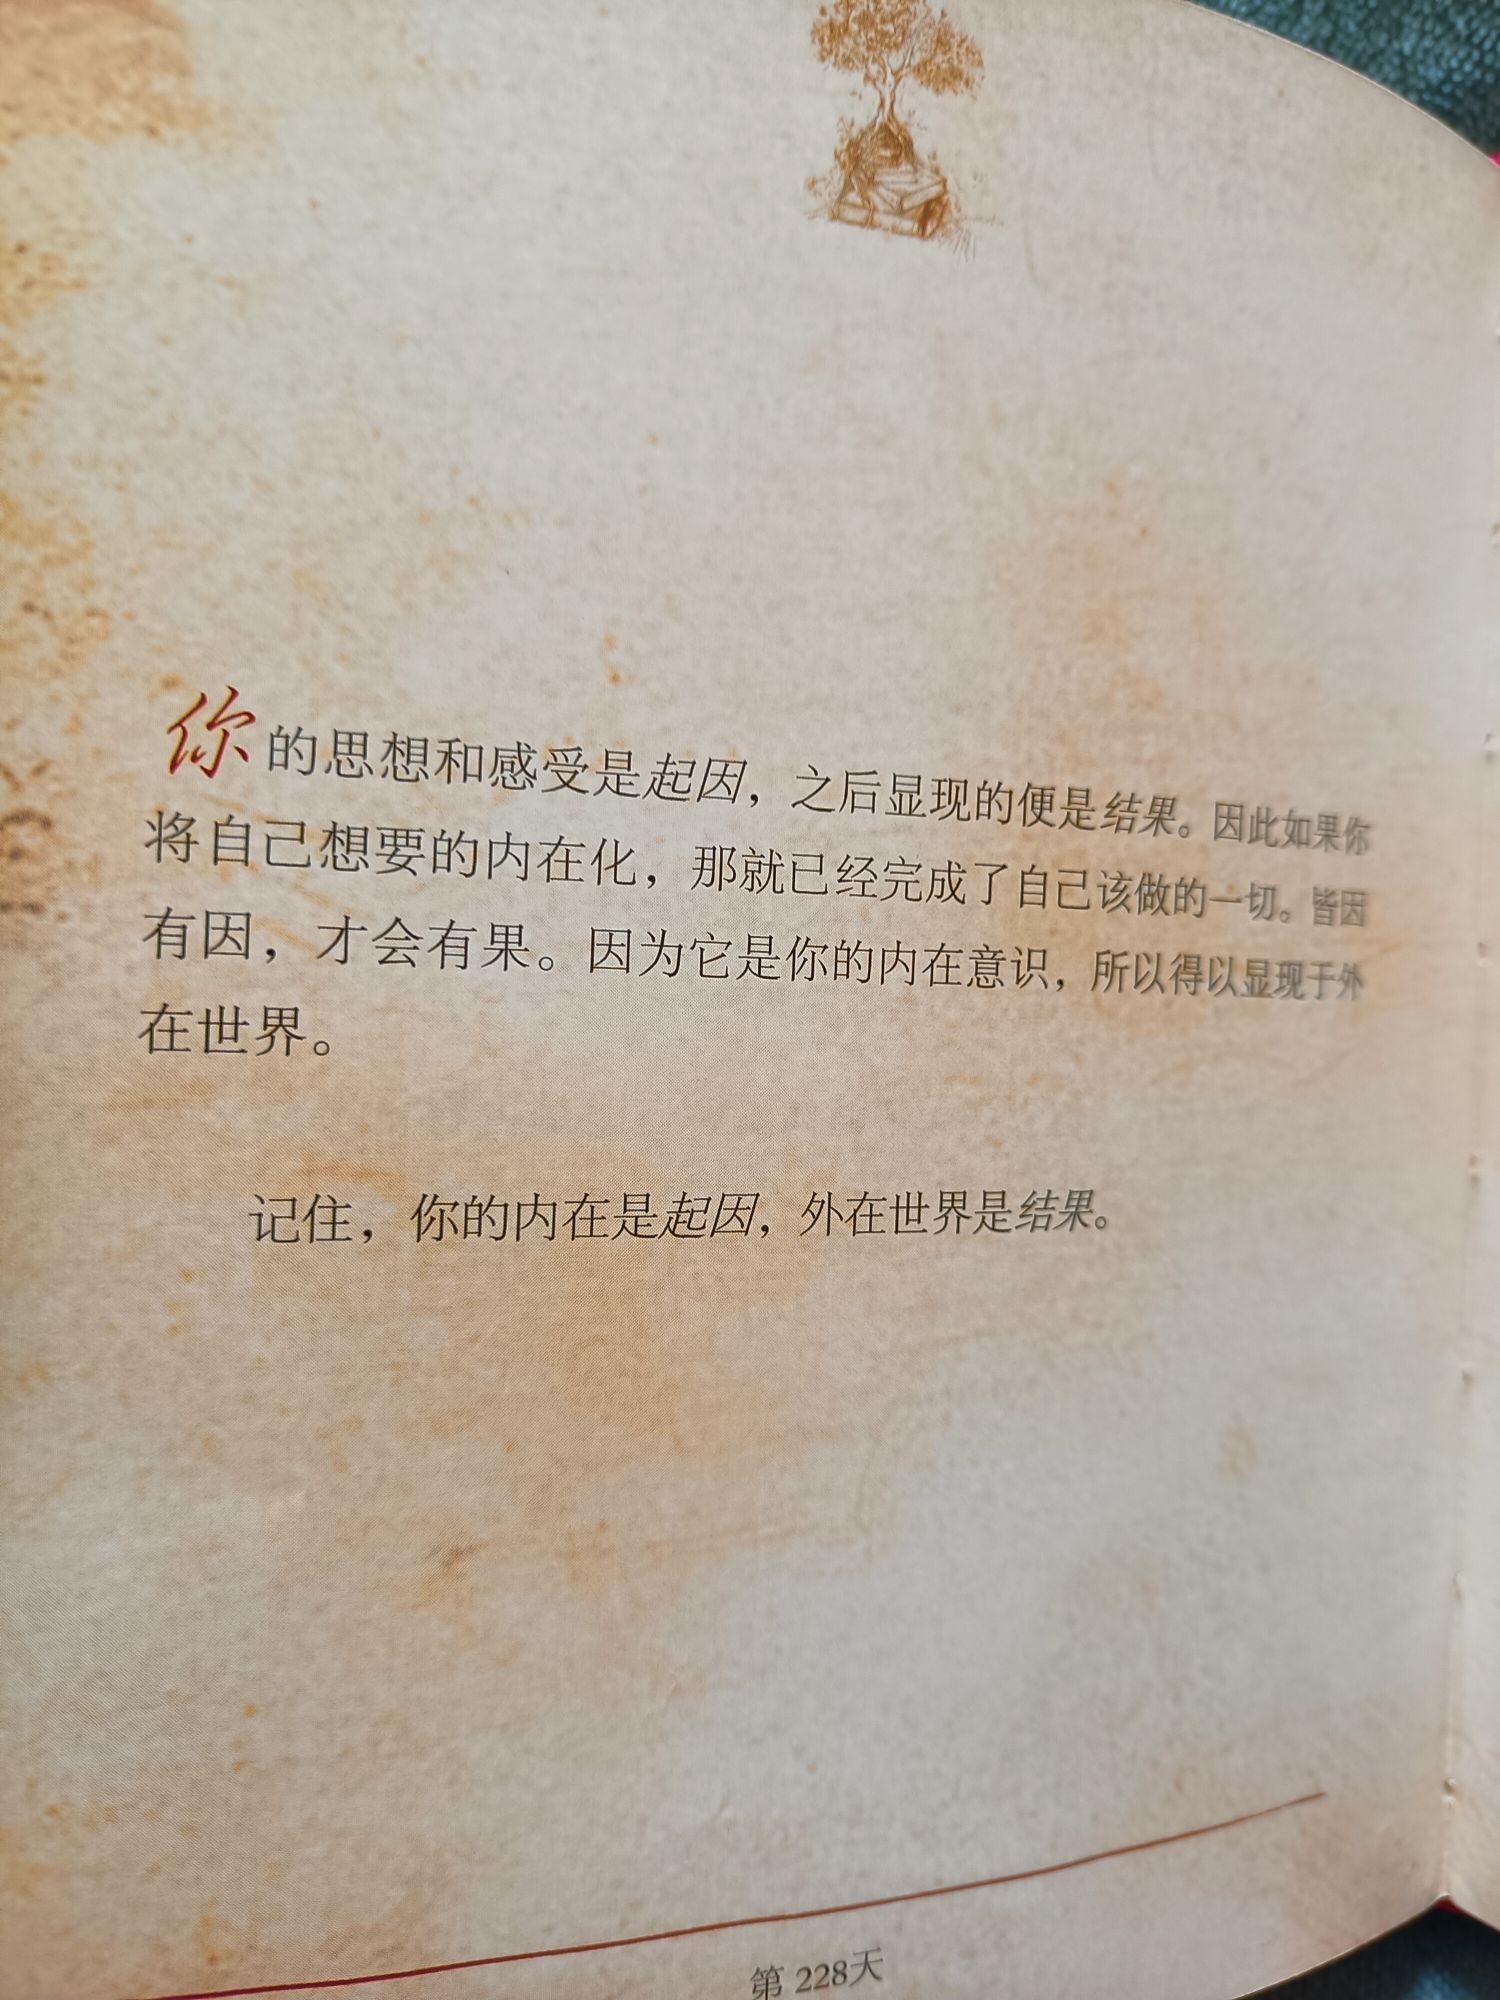 你的思想和感受是起因，之后显现的便是结果。因此如果你
将自己想要的内在化，那就已经完成了自己该做的一切。皆因
有因，才会有果。因为它是你的内在意识，所以得以显现于外
在世界。
记住，你的内在是起因，外在世界是结果。
第 228天